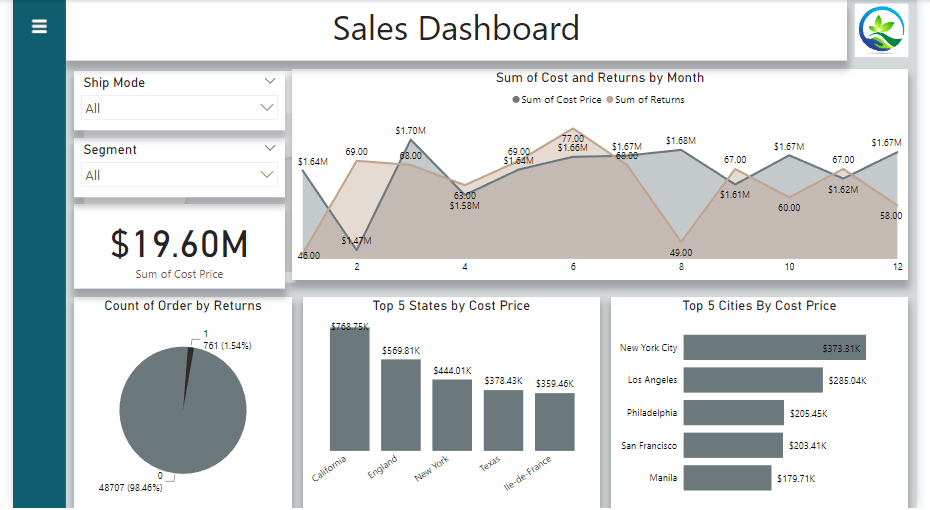 Sales Dashboard
Ship Mode
All
Segment
All
$19.60M
Sum of Cost Price
Sum of Cost and Returns by Month
Sum of Cost Price Sum of Returns
$1.64M
$1.47M
$1.70M
$1.58M
$1.64M
$1.66M
$1.67M
$1.68M
$1.61M
$1.67M
$1.62M
$1.67M
46.00
69.00
68.00
63.00
69.00
77.00
68.00
49.00
67.00
60.00
67.00
58.00
2 4 6 8 10 12
Count of Order by Returns
1
761 (1.54%)
0
48707 (98.46%)
Top 5 States by Cost Price
$768.75K
$569.81K
$444.01K
$378.43K
$359.46K
California
England
New York
Texas
Ile-de-France
Top 5 Cities By Cost Price
New York City $373.31K
Los Angeles $285.04K
Philadelphia $205.45K
San Francisco $203.41K
Manila $179.71K